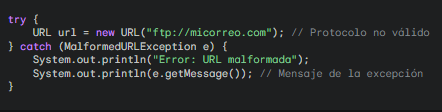 try {
    URL url = new URL("ftp://micorreo.com"); // Protocolo no válido
} catch (MalformedURLException e) {
    System.out.println("Error: URL malformada");
    System.out.println(e.getMessage()); // Mensaje de la excepción
}